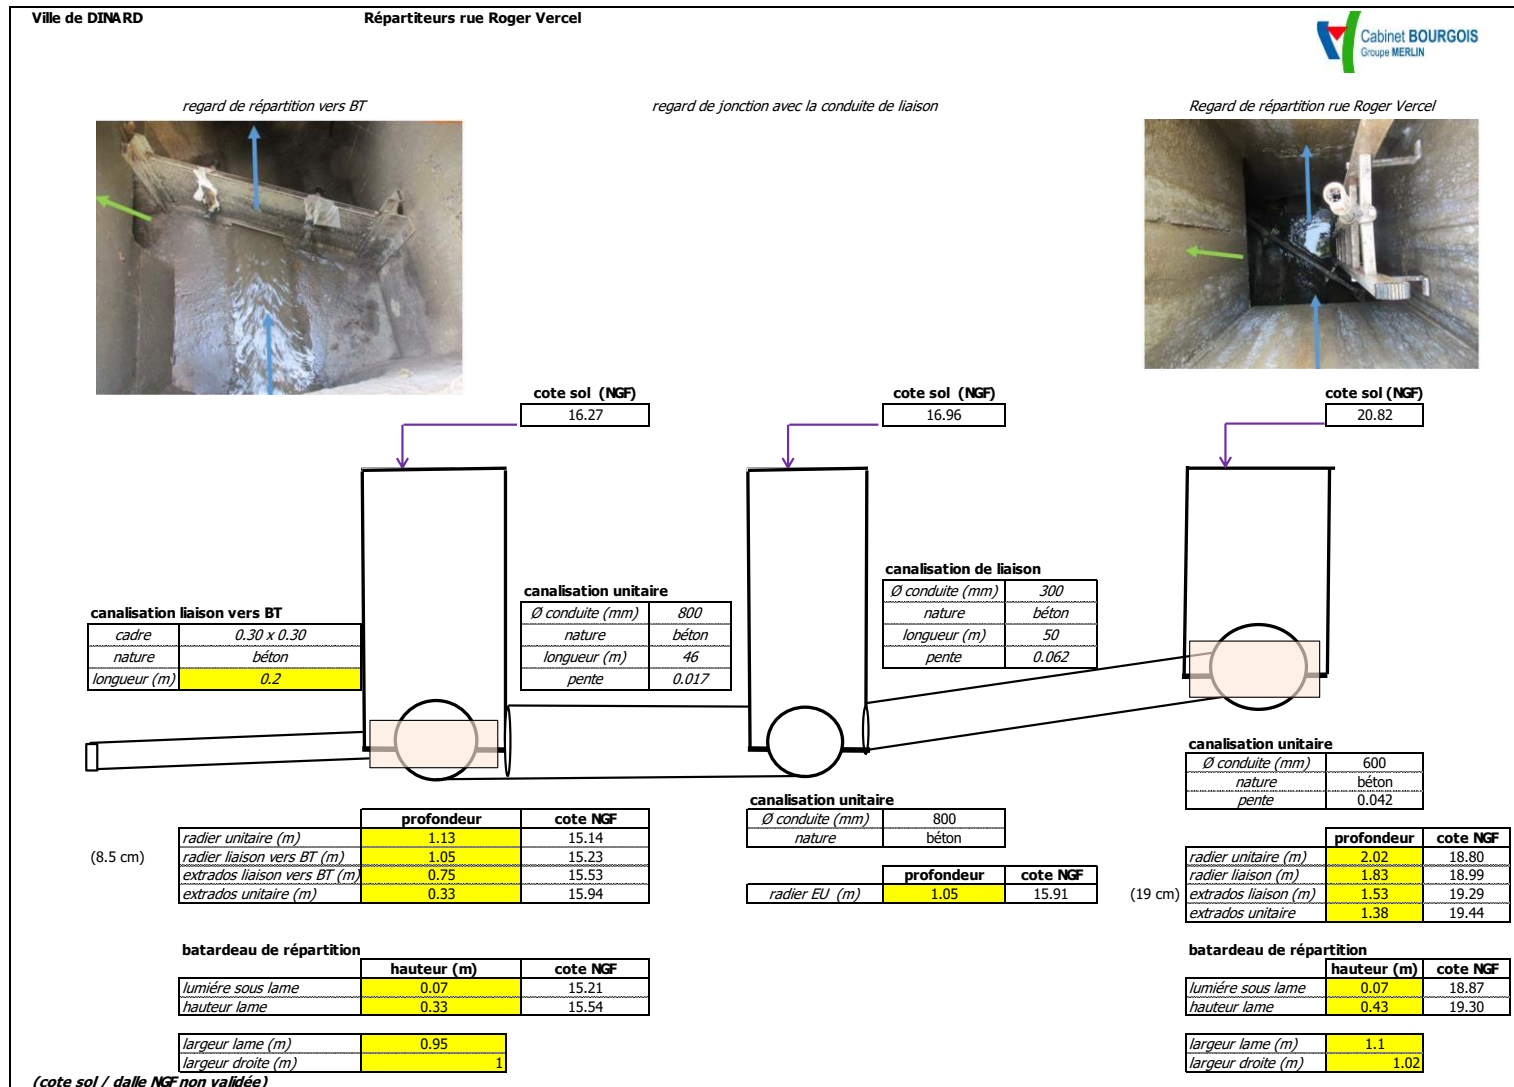 Ville de DINARD Répartiteurs rue Roger Vercel
Cabinet BOURGOIS
Groupe MERLIN
regard de répartition vers BT regard de jonction avec la conduite de liaison Regard de répartition rue Roger Vercel
cote sol (NGF) cote sol (NGF) cote sol (NGF)
16.27 16.96 20.82
canalisation liaison vers BT
cadre 0.30 x 0.30
nature béton
longueur (m) 0.2
canalisation unitaire
Ø conduite (mm) 800
nature béton
longueur (m) 46
pente 0.017
canalisation de liaison
Ø conduite (mm) 300
nature béton
longueur (m) 50
pente 0.062
canalisation unitaire
Ø conduite (mm) 600
nature béton
pente 0.042
canalisation unitaire
Ø conduite (mm) 800
nature béton
profondeur cote NGF
radier unitaire (m) 1.13 15.14
(8.5 cm) radier liaison vers BT (m) 1.05 15.23
extrados liaison vers BT (m) 0.75 15.53
extrados unitaire (m) 0.33 15.94
profondeur cote NGF
radier EU (m) 1.05 15.91
profondeur cote NGF
radier unitaire (m) 2.02 18.80
radier liaison (m) 1.83 18.99
(19 cm) extrados liaison (m) 1.53 19.29
extrados unitaire 1.38 19.44
batardeau de répartition
hauteur (m) cote NGF
lumiére sous lame 0.07 15.21
hauteur lame 0.33 15.54
largeur lame (m) 0.95
largeur droite (m) 1
batardeau de répartition
hauteur (m) cote NGF
lumiére sous lame 0.07 18.87
hauteur lame 0.43 19.30
largeur lame (m) 1.1
largeur droite (m) 1.02
(cote sol / dalle NGF non validée)